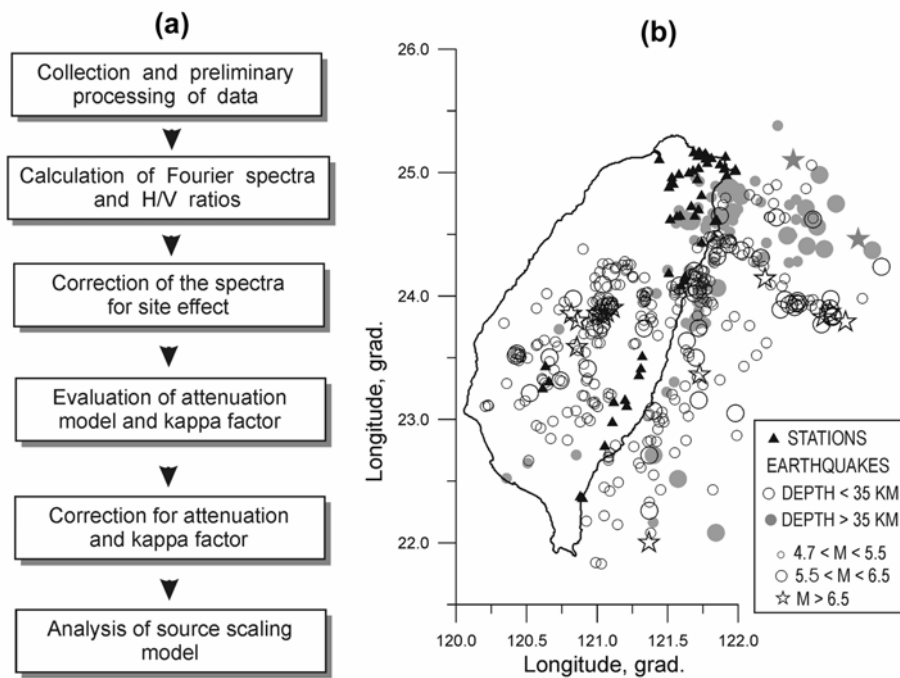 (a)
Collection and preliminary
processing of data
Calculation of Fourier spectra
and H/V ratios
Correction of the spectra
for site effect
Evaluation of attenuation
model and kappa factor
Correction for attenuation
and kappa factor
Analysis of source scaling
model
(b)
26.0
25.0
24.0
23.0
22.0
Longitude, grad.
120.0 120.5 121.0 121.5 122.0
Longitude, grad.
STATIONS
EARTHQUAKES
DEPTH < 35 KM
DEPTH > 35 KM
4.7 < M < 5.5
5.5 < M < 6.5
M > 6.5